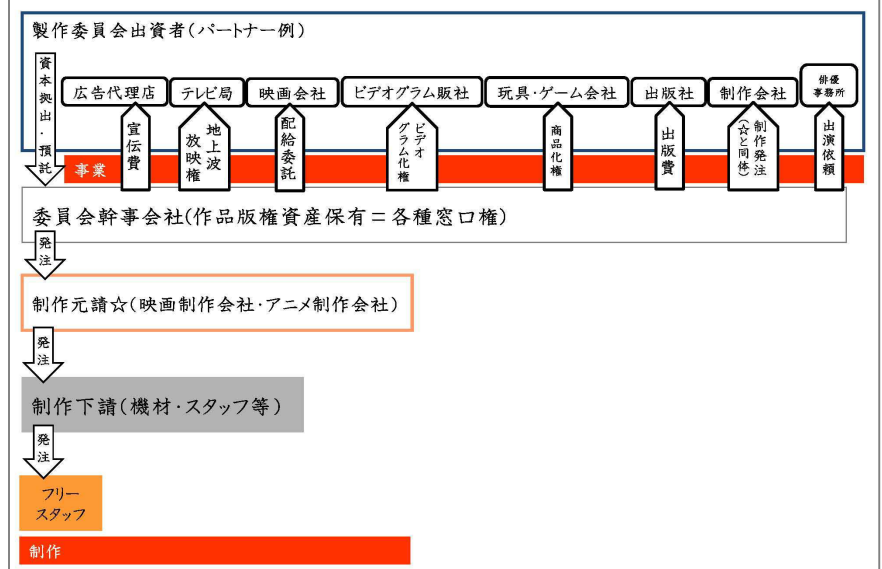 製作委員会出資者(パートナー例)
資本拠出・預託
広告代理店
テレビ局
映画会社
ビデオグラム販社
玩具・ゲーム会社
出版社
制作会社
俳優
事務所
宣伝費
地上波
放映権
配給委託
ビデオ
グラム化権
商品化権
出版費
制作発注
(☆と同体)
出演依頼
事業
委員会幹事会社(作品版権資産保有=各種窓口権)
発注
制作元請☆(映画制作会社・アニメ制作会社)
発注
制作下請(機材・スタッフ等)
発注
フリー
スタッフ
制作